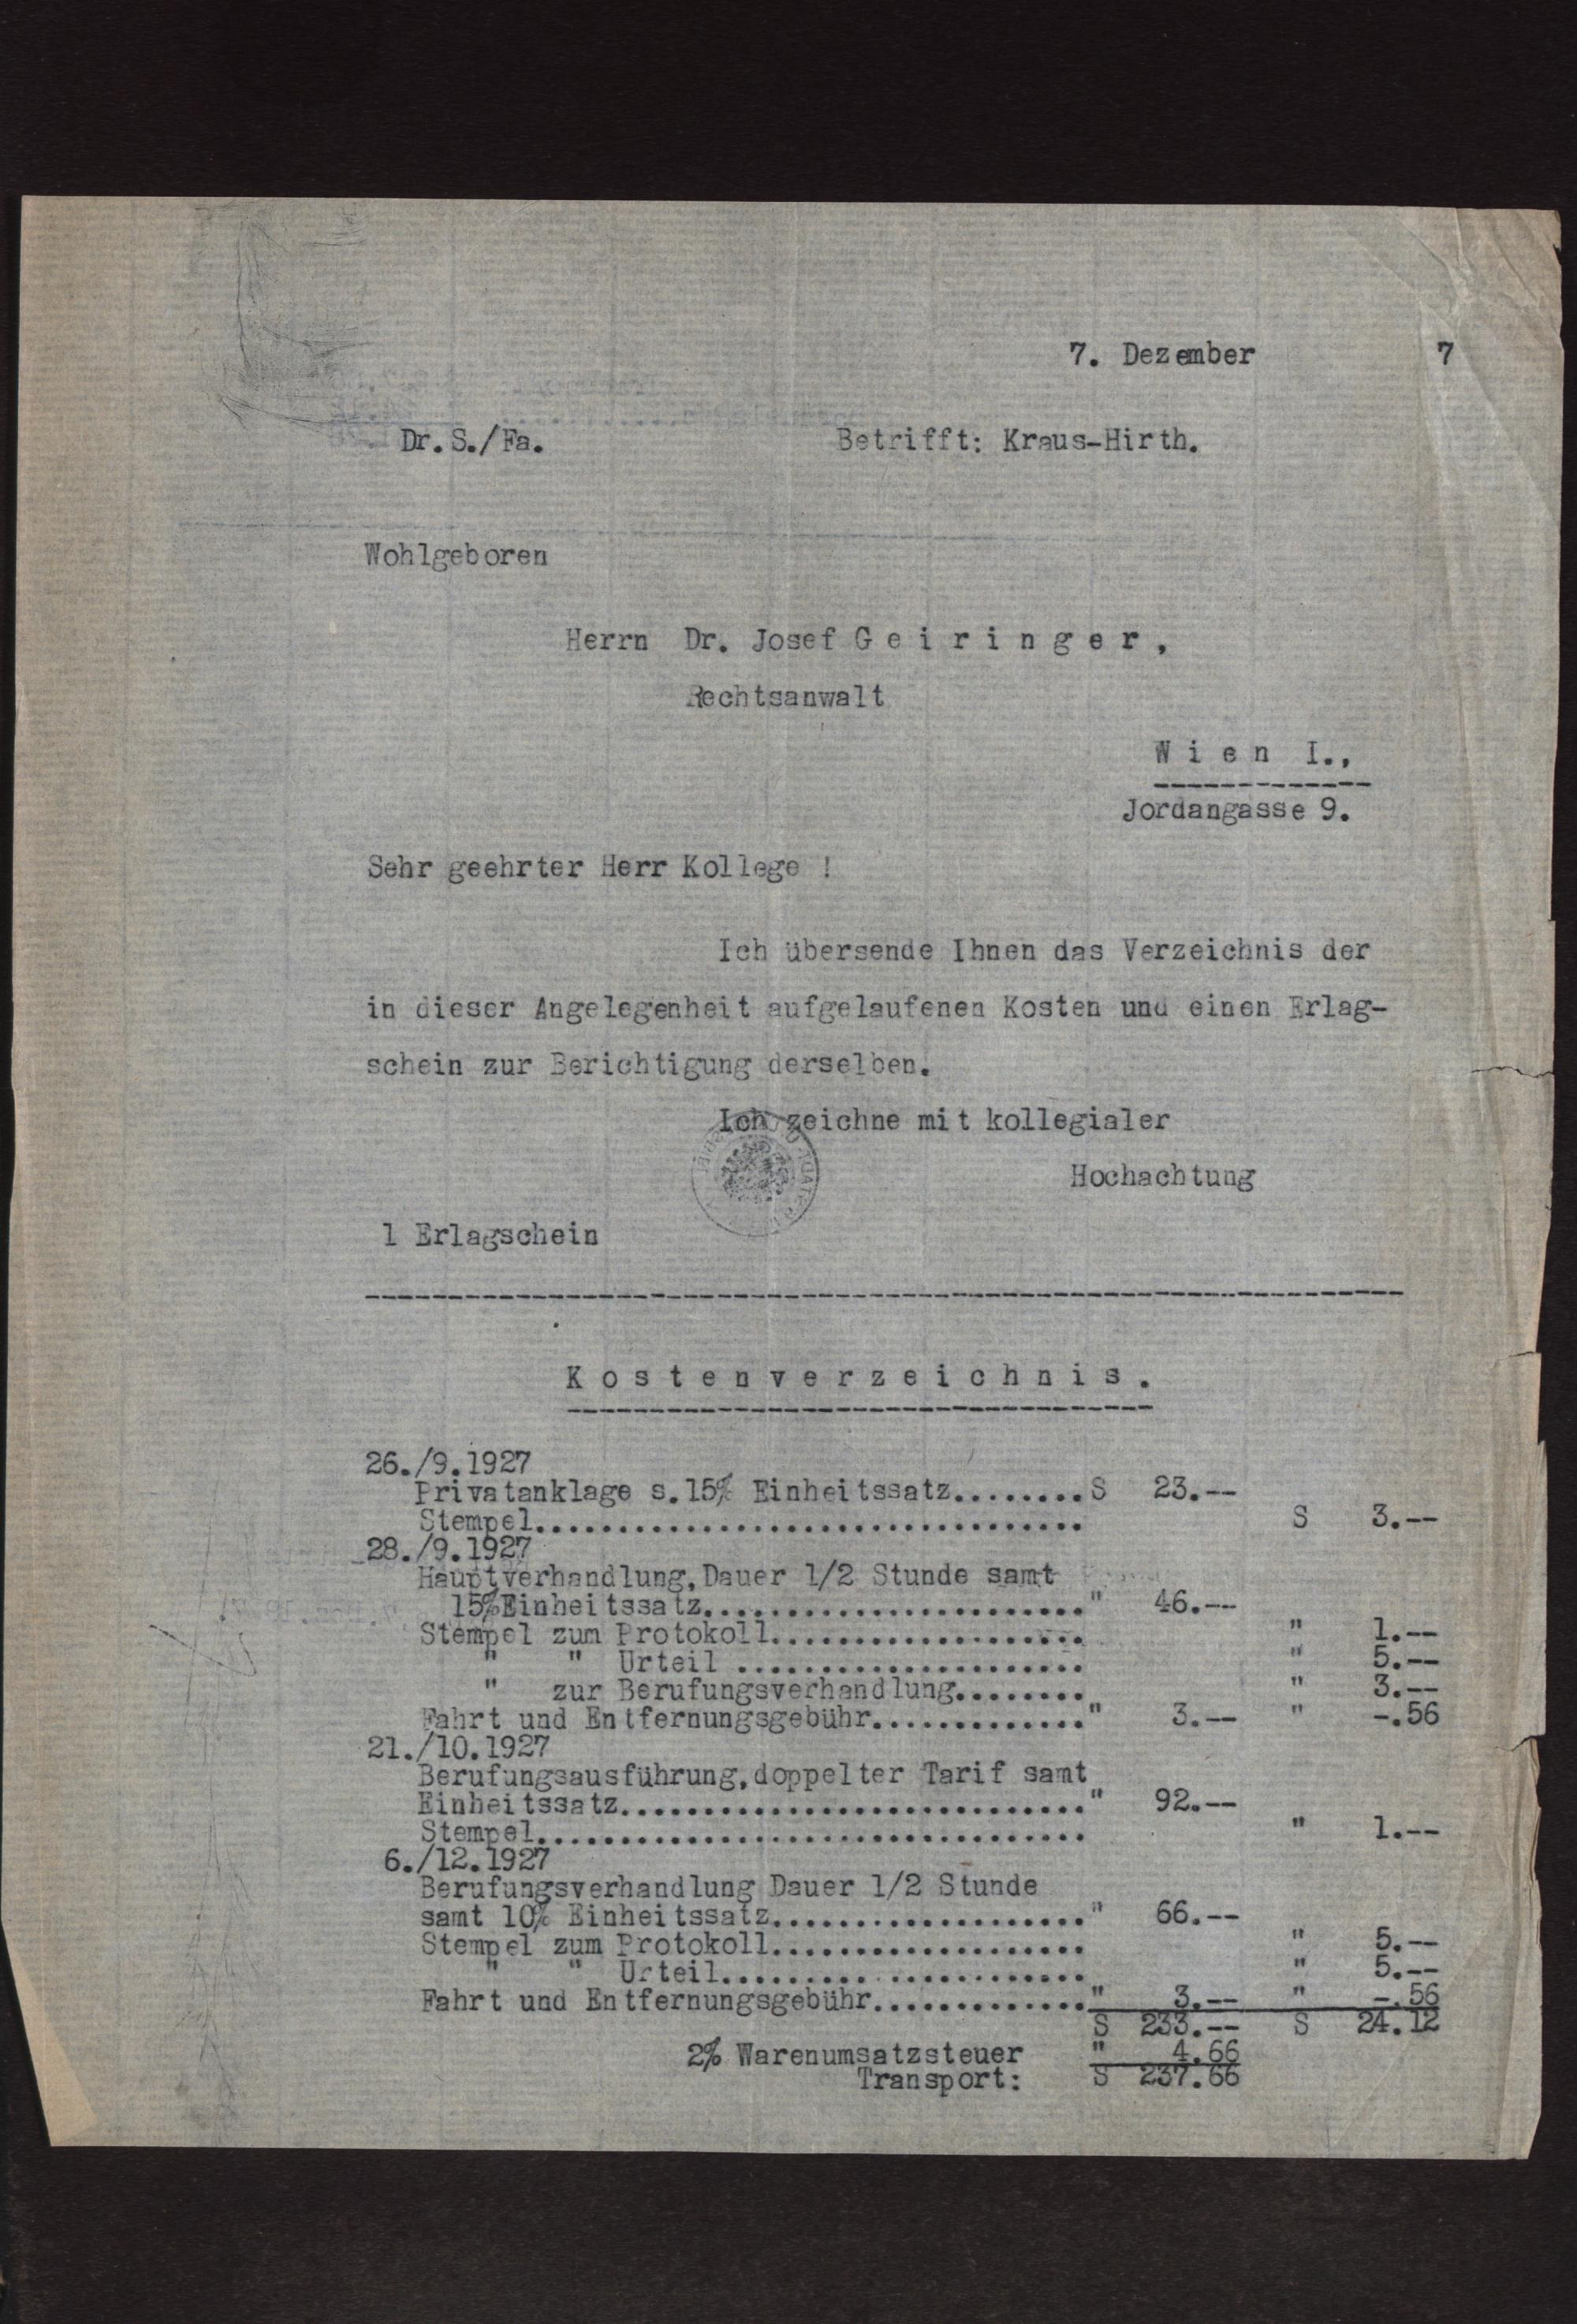 7. Dezember 7
Dr.S./Fa. Betrifft: Kraus-Hirth.
Wohlgeboren
Herrn Dr. Josef G e i r i n g e r ,
Rechtsanwalt
W i e n I.,
Jordangasse 9.
Sehr geehrter Herr Kollege !
Ich übersende Ihnen das Verzeichnis der
in dieser Angelegenheit aufgelaufenen Kosten und einen Erlag-
schein zur Berichtigung derselben.
Ich zeichne mit kollegialer
Hochachtung
1 Erlagschein
K o s t e n v e r z e i c h n i s .
26./9.1927
Privatanklage s.15% Einheitssatz........S 23.--
Stempel................................. S 3.--
28./9.1927
Hauptverhandlung,Dauer 1/2 Stunde samt
15%Einheitssatz......................." 46.--
Stempel zum Protokoll................... " 1.--
" " Urteil ..................... " 5.--
" zur Berufungsverhandlung........ " 3.--
Fahrt und Entfernungsgebühr............." 3.-- " -.56
21./10.1927
Berufungsausführung,doppelter Tarif samt
Einheitssatz............................" 92.--
Stempel................................. " 1.--
6./12.1927
Berufungsverhandlung Dauer 1/2 Stunde
samt 10% Einheitssatz..................." 66.--
Stempel zum Protokoll................... " 5.--
" " Urteil...................... " 5.--
Fahrt und Entfernungsgebühr............." 3.-- " -.56
S 233.-- S 24.12
2% Warenumsatzsteuer " 4.66
Transport: S 237.66